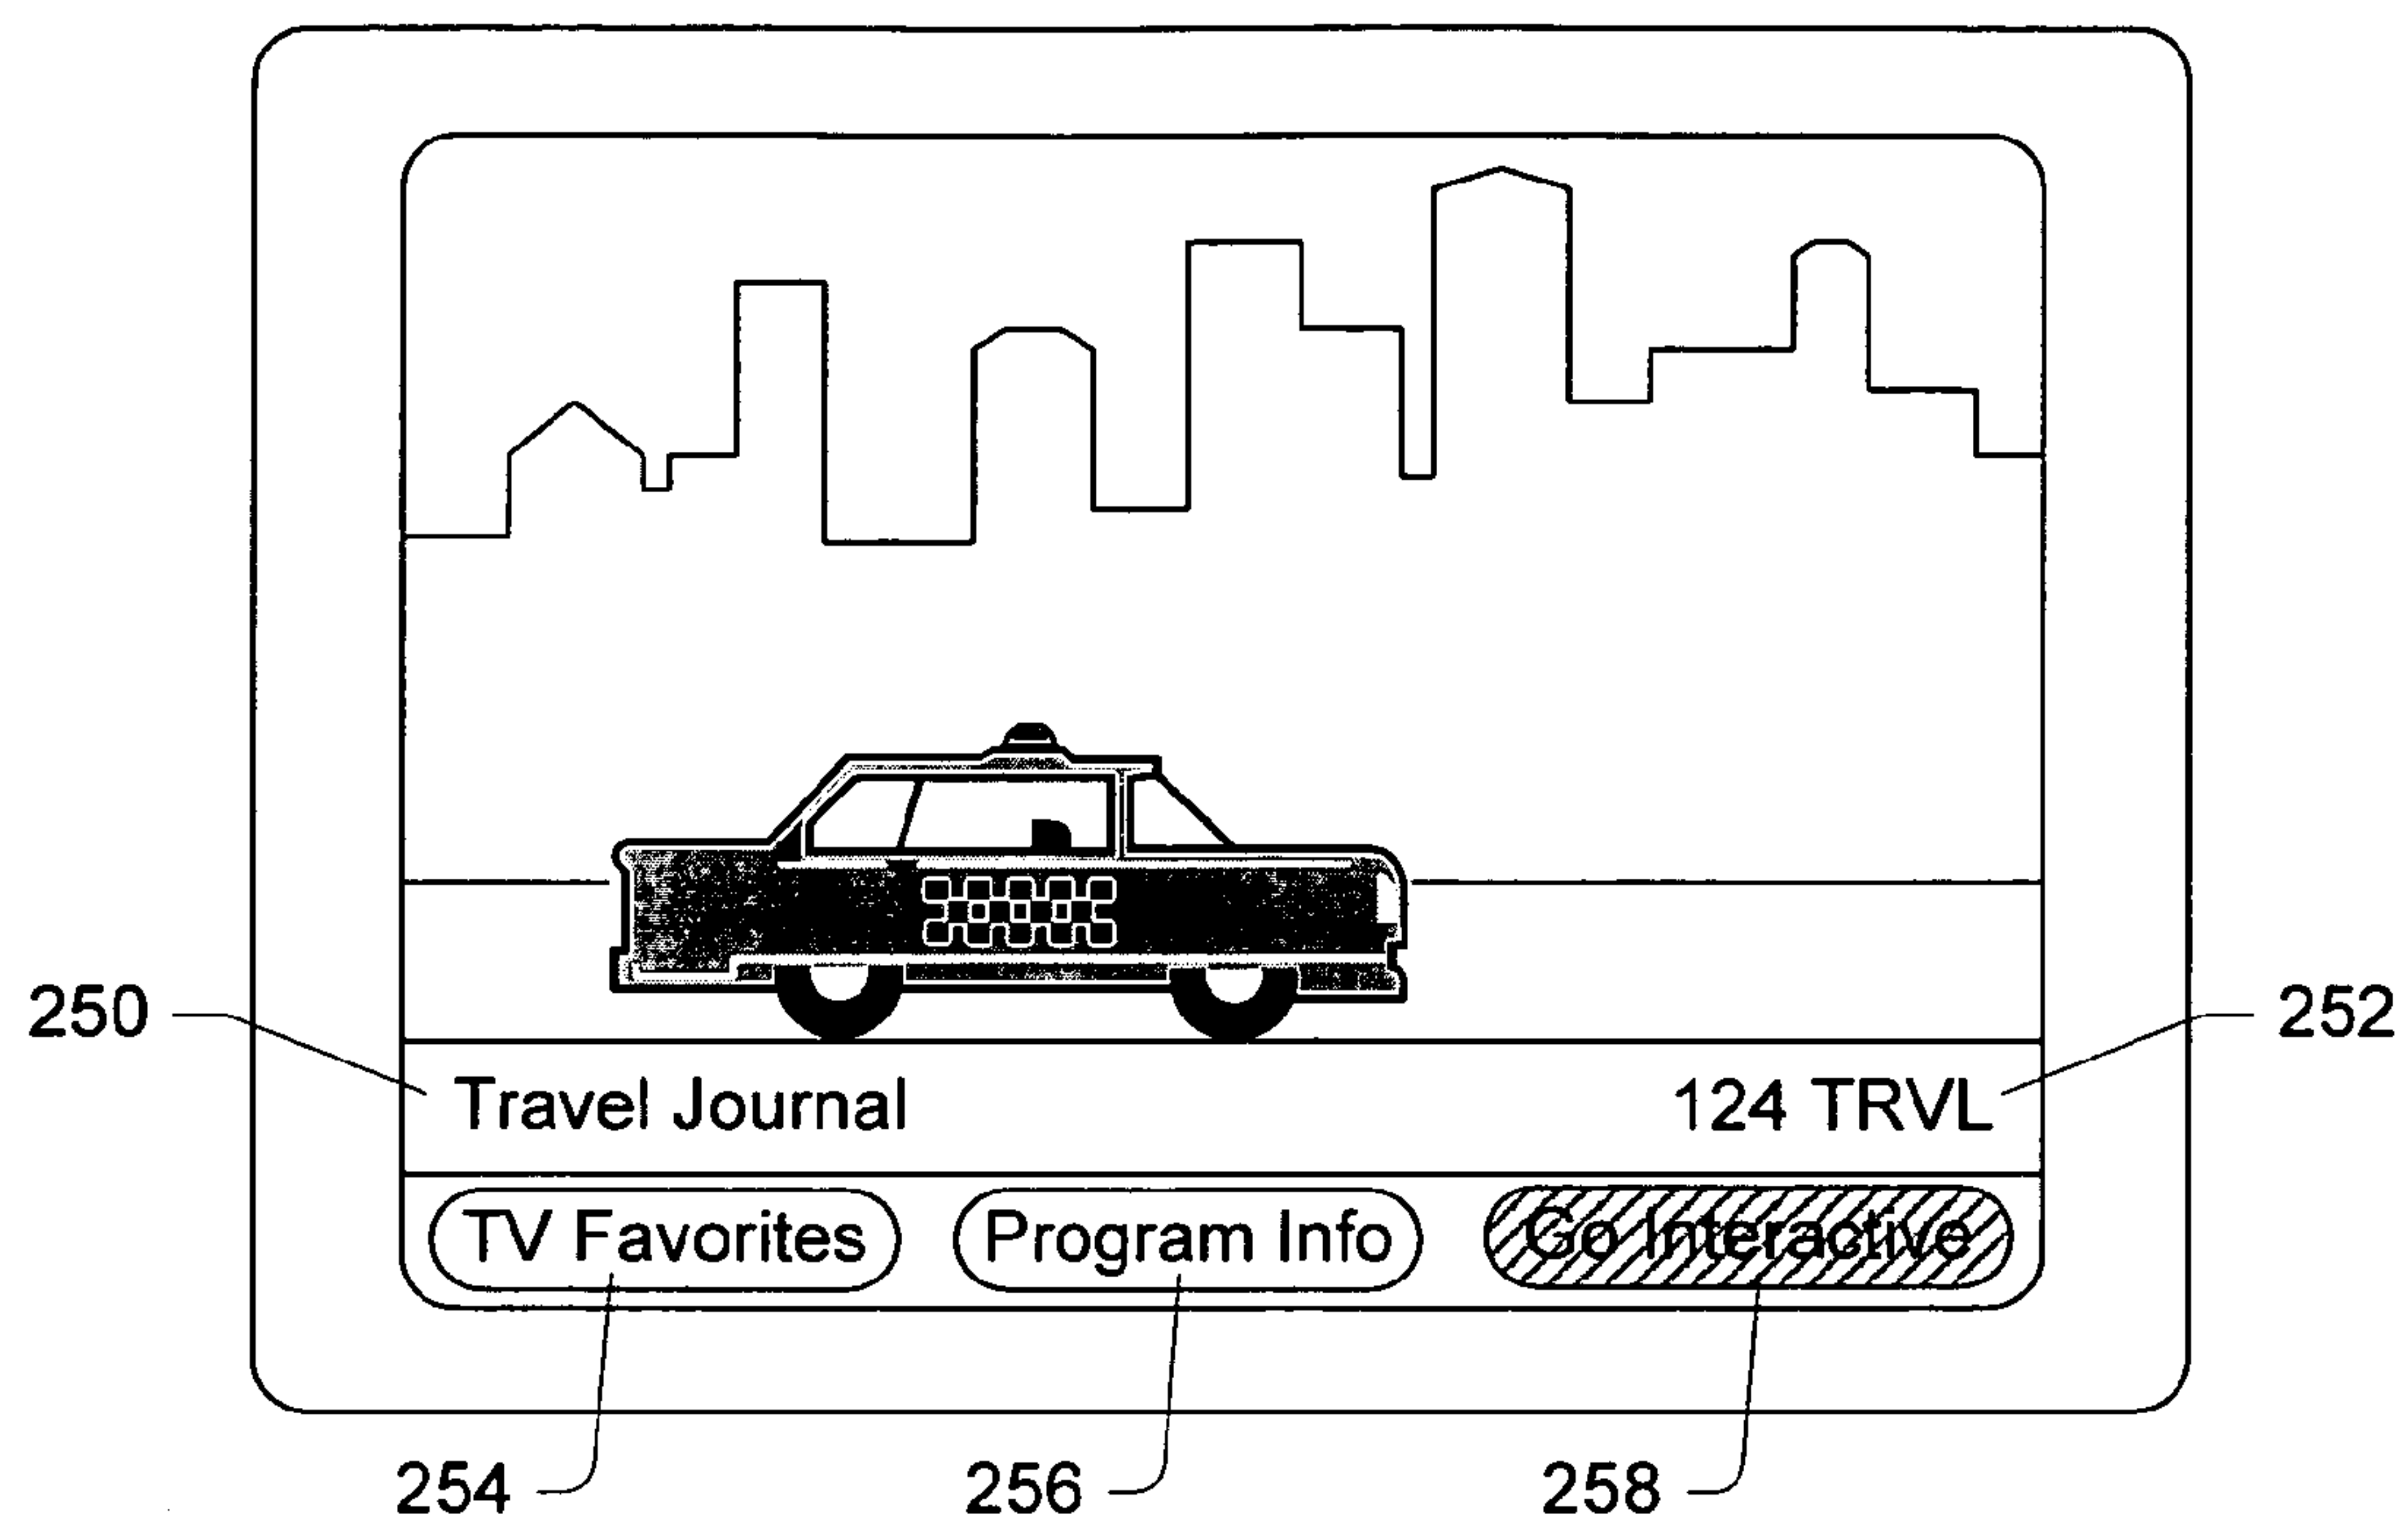 250
252
Travel Journal 124 TRVL
TV Favorites Program Info Go Interactive
254 256 258